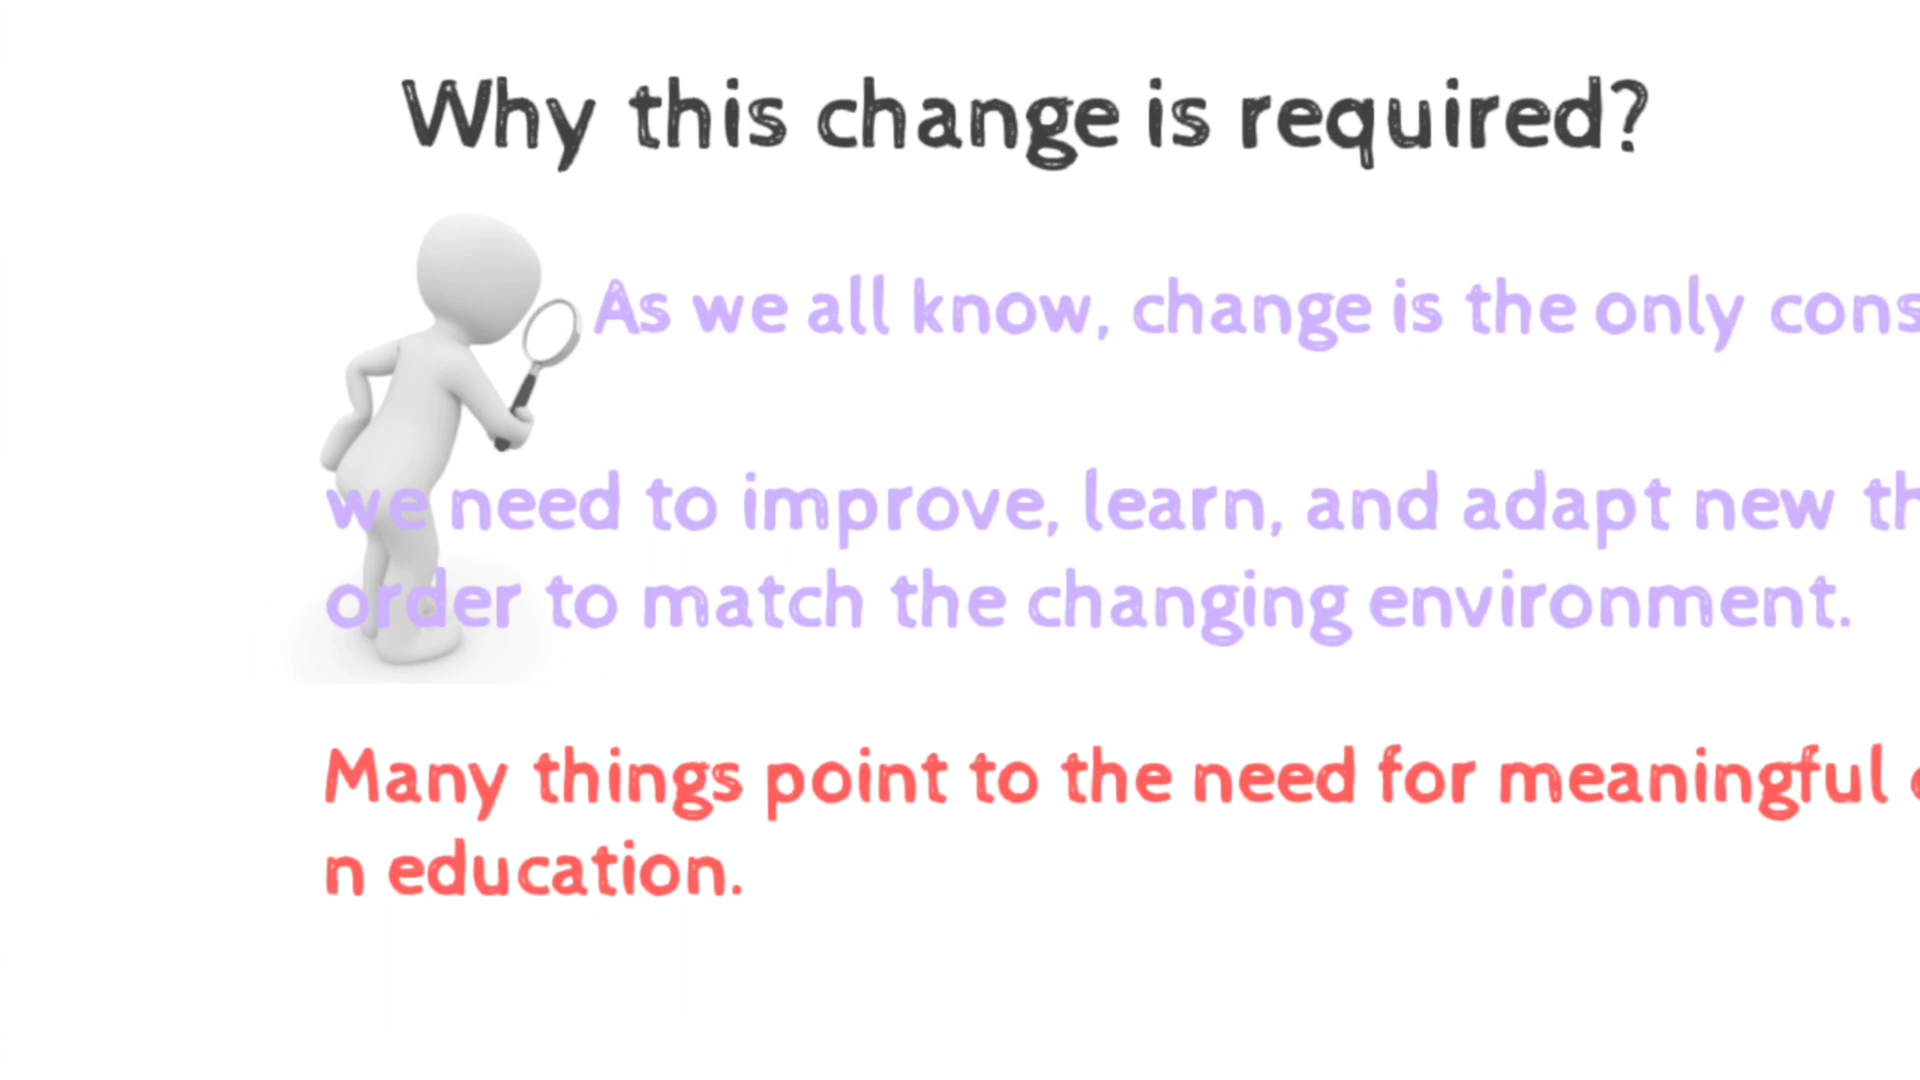 Why this change is required?
As we all know, change is the only cons
we need to improve, learn, and adapt new th
order to match the changing environment.
Many things point to the need for meaningful
n education.